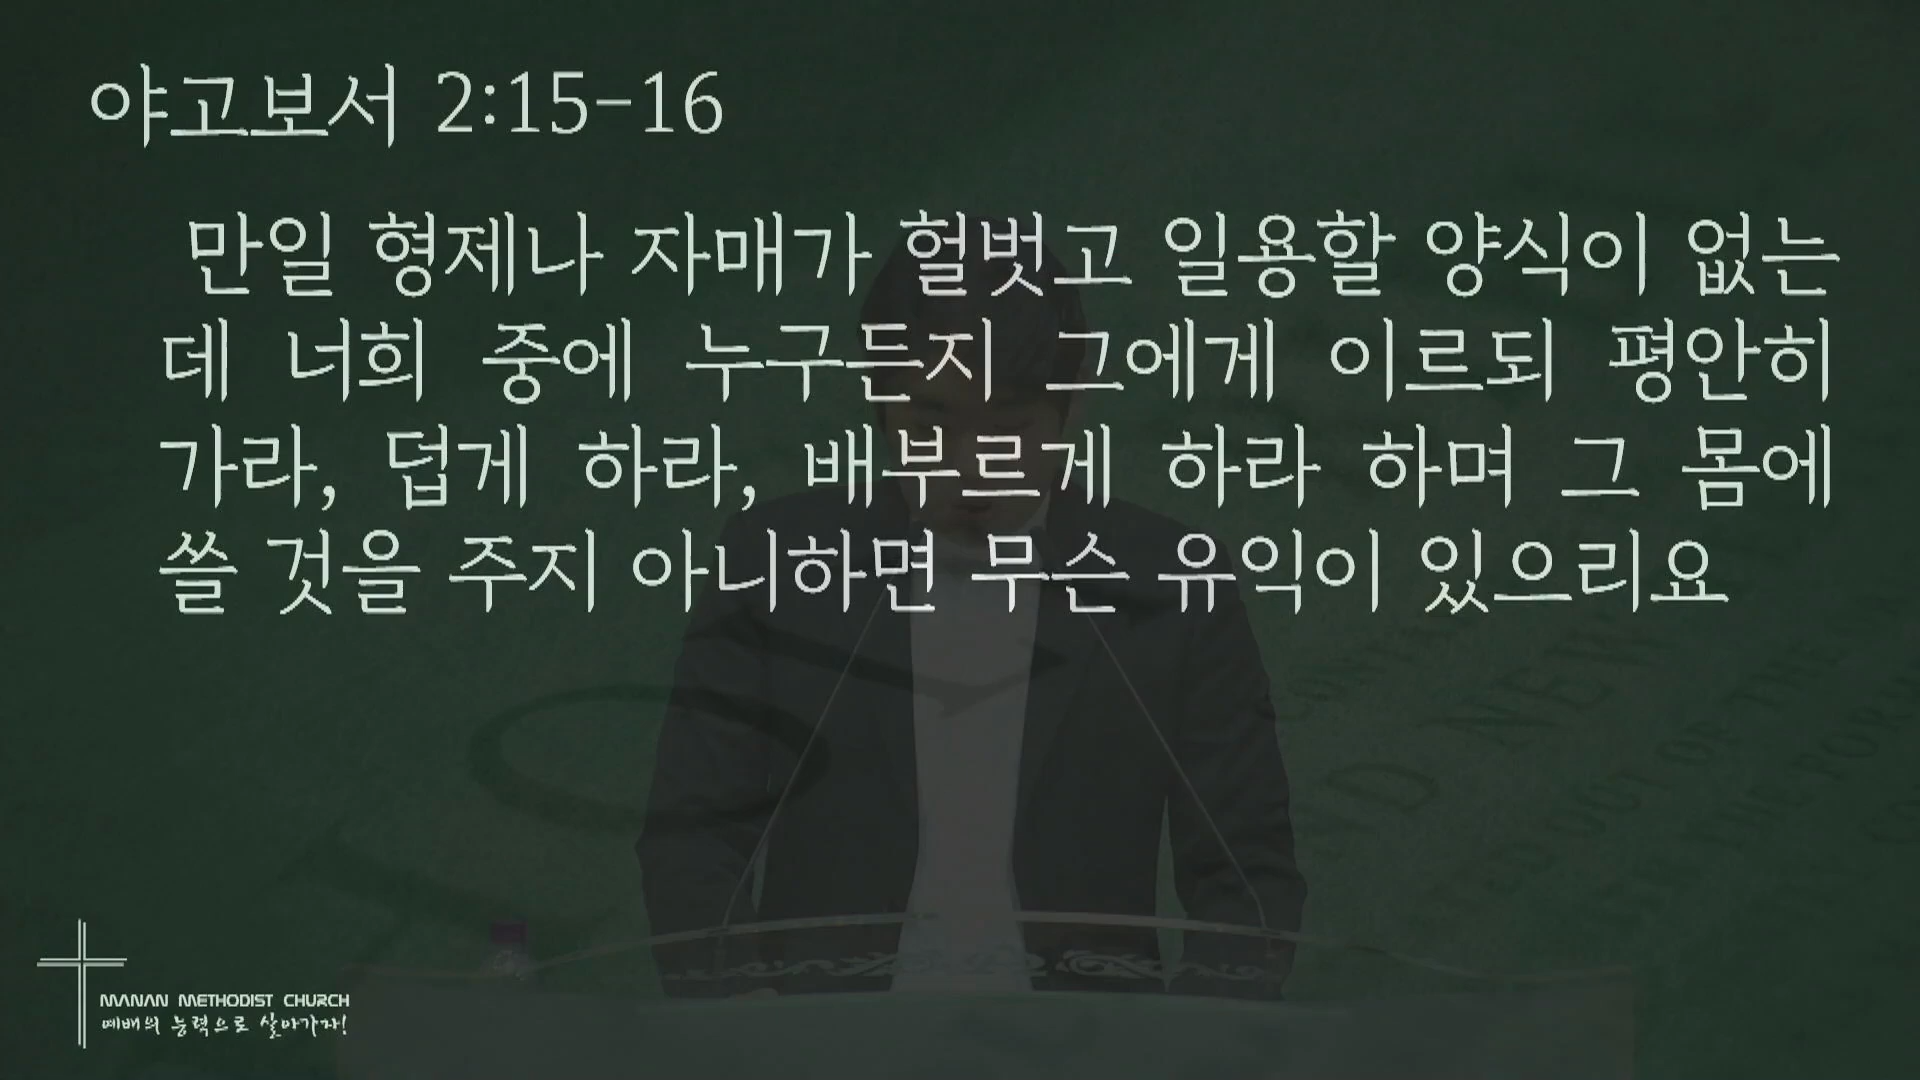 야고보서 2:15-16
만일 형제나 자매가 헐벗고 일용할 양식이 없는
데 너희 중에 누구든지 그에게 이르되 평안히
가라, 덥게 하라, 배부르게 하라 하며 그 몸에
쓸 것을 주지 아니하면 무슨 유익이 있으리요
MANAN METHODIST CHURCH
예배의 능력으로 살아가자!